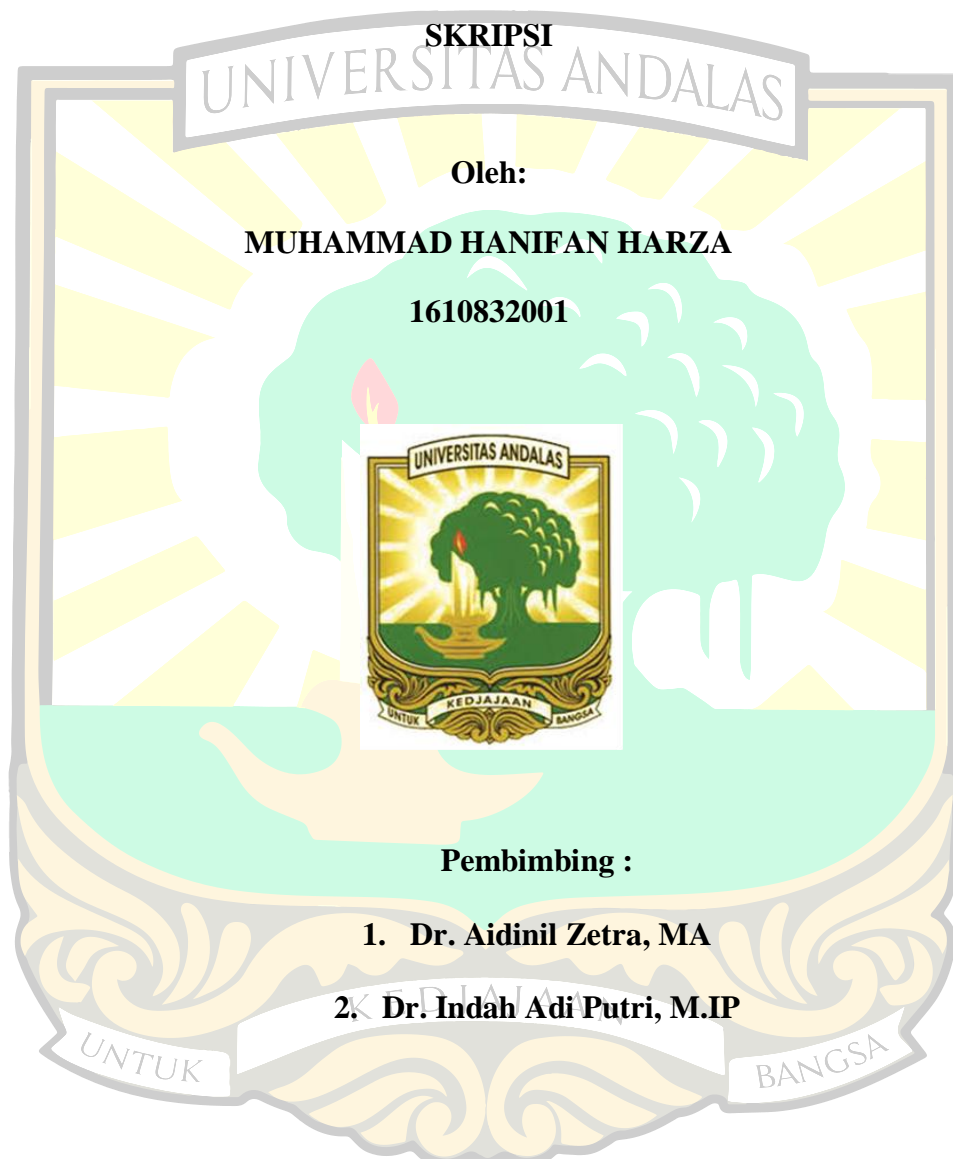 SKRIPSI
UNIVERSITAS ANDALAS
Oleh:
MUHAMMAD HANIFAN HARZA
1610832001
UNIVERSITAS ANDALAS
UNTUK KEDJAJAAN BANGSA
Pembimbing :
1. Dr. Aidinil Zetra, MA
2. Dr. Indah Adi Putri, M.IP
UNTUK KEDJAJAAN BANGSA